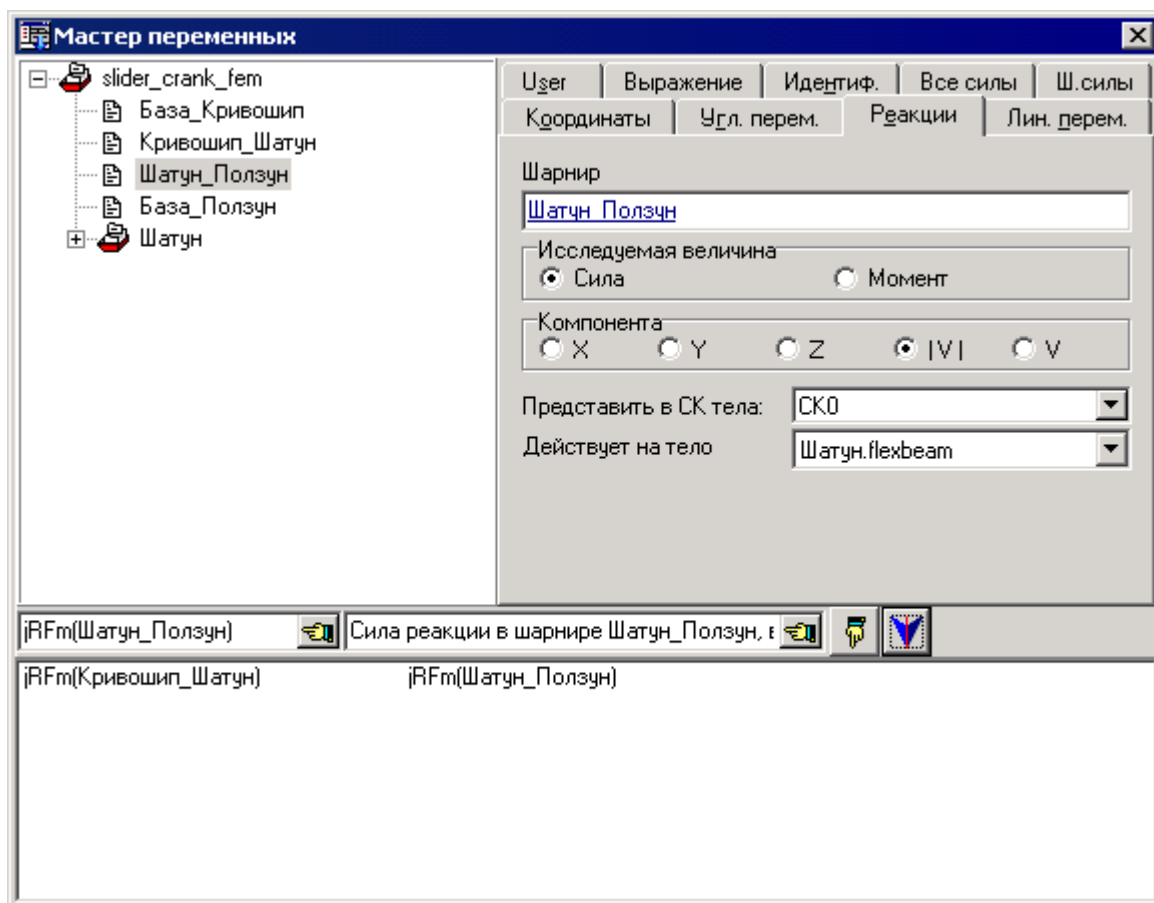 Мастер переменных
slider_crank_fem
База_Кривошип
Кривошип_Шатун
Шатун_Ползун
База_Ползун
Шатун
User Выражение Идентиф. Все силы Ш.силы
Координаты Угл. перем. Реакции Лин. перем.
Шарнир
Шатун_Ползун
Исследуемая величина
Сила Момент
Компонента
X Y Z |V| V
Представить в СК тела: СК0
Действует на тело Шатун.flexbeam
jRFm(Шатун_Ползун) Сила реакции в шарнире Шатун_Ползун,
jRFm(Кривошип_Шатун) jRFm(Шатун_Ползун)